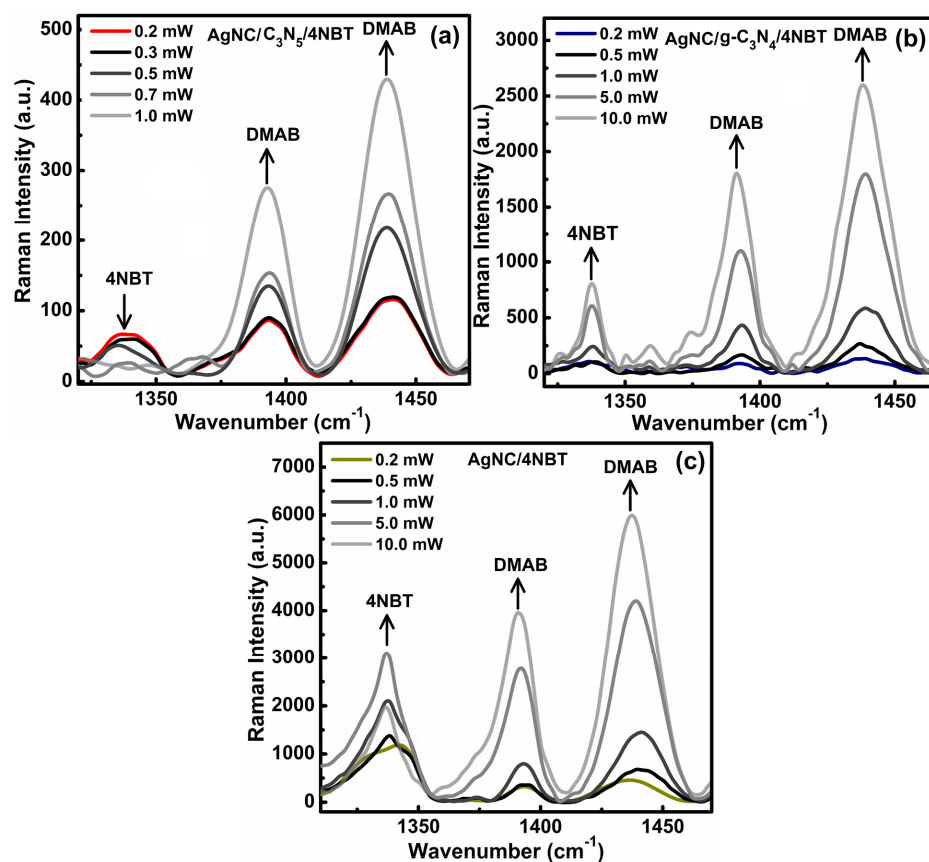 AgNC/C₃N₅/4NBT
DMAB
(a)
0.2 mW
0.3 mW
0.5 mW
0.7 mW
1.0 mW
DMAB
4NBT
Raman Intensity (a.u.)
500
400
300
200
100
0
1350
1400
1450
Wavenumber (cm⁻¹)
AgNC/g-C₃N₄/4NBT
DMAB
(b)
0.2 mW
0.5 mW
1.0 mW
5.0 mW
10.0 mW
DMAB
4NBT
Raman Intensity (a.u.)
3000
2500
2000
1500
1000
500
0
1350
1400
1450
Wavenumber (cm⁻¹)
AgNC/4NBT
DMAB
(c)
0.2 mW
0.5 mW
1.0 mW
5.0 mW
10.0 mW
DMAB
4NBT
Raman Intensity (a.u.)
7000
6000
5000
4000
3000
2000
1000
0
1350
1400
1450
Wavenumber (cm⁻¹)